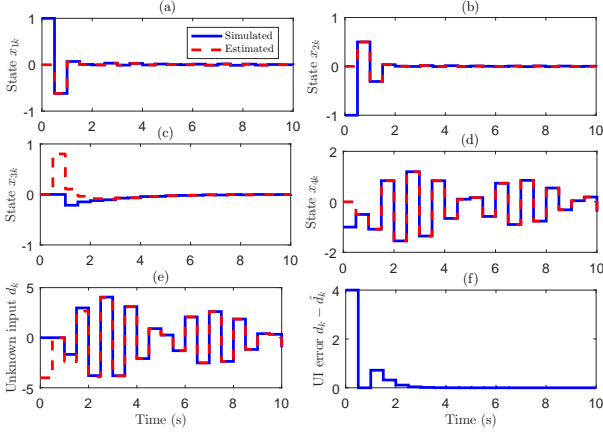 (a)
State x1k
1
0
-1
0 2 4 6 8 10
Simulated
Estimated
(b)
State x2k
1
0
-1
0 2 4 6 8 10
(c)
State x3k
1
0
-1
0 2 4 6 8 10
(d)
State x4k
2
0
-2
0 2 4 6 8 10
(e)
Unknown input dk
5
0
-5
0 2 4 6 8 10
Time (s)
(f)
UI error dk − d̂k
4
2
0
0 2 4 6 8 10
Time (s)